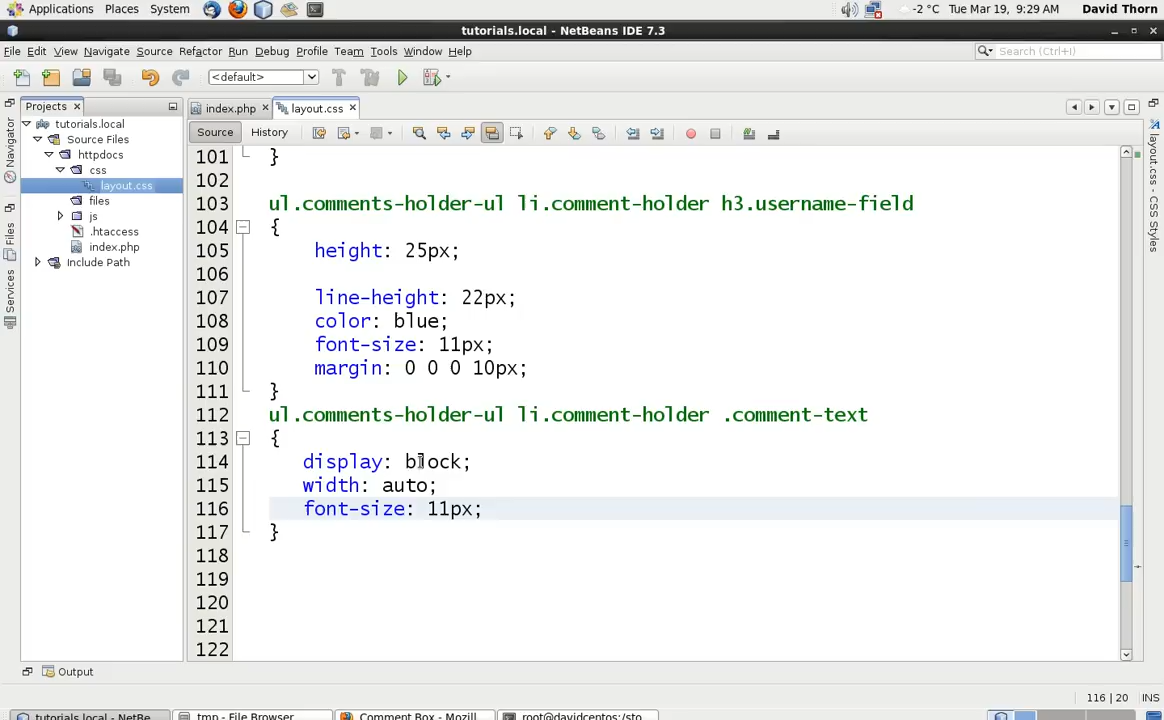 Applications Places System -2 °C Tue Mar 19, 9:29 AM David Thorn
tutorials.local - NetBeans IDE 7.3
File Edit View Navigate Source Refactor Run Debug Profile Team Tools Window Help Search (Ctrl+I)
<default>
Projects index.php layout.css
Source History
tutorials.local
Source Files
httpdocs
css
layout.css
files
js
.htaccess
index.php
Include Path
Navigator
Files
Services
layout.css - CSS Styles
101 }
102
103 ul.comments-holder-ul li.comment-holder h3.username-field
104 {
105 height: 25px;
106
107 line-height: 22px;
108 color: blue;
109 font-size: 11px;
110 margin: 0 0 0 10px;
111 }
112 ul.comments-holder-ul li.comment-holder .comment-text
113 {
114 display: block;
115 width: auto;
116 font-size: 11px;
117 }
118
119
120
121
122
Output
116 | 20 INS
tutorials.local - NetBe... tmp - File Browser Comment Box - Mozill... root@davidcentos:/sto...